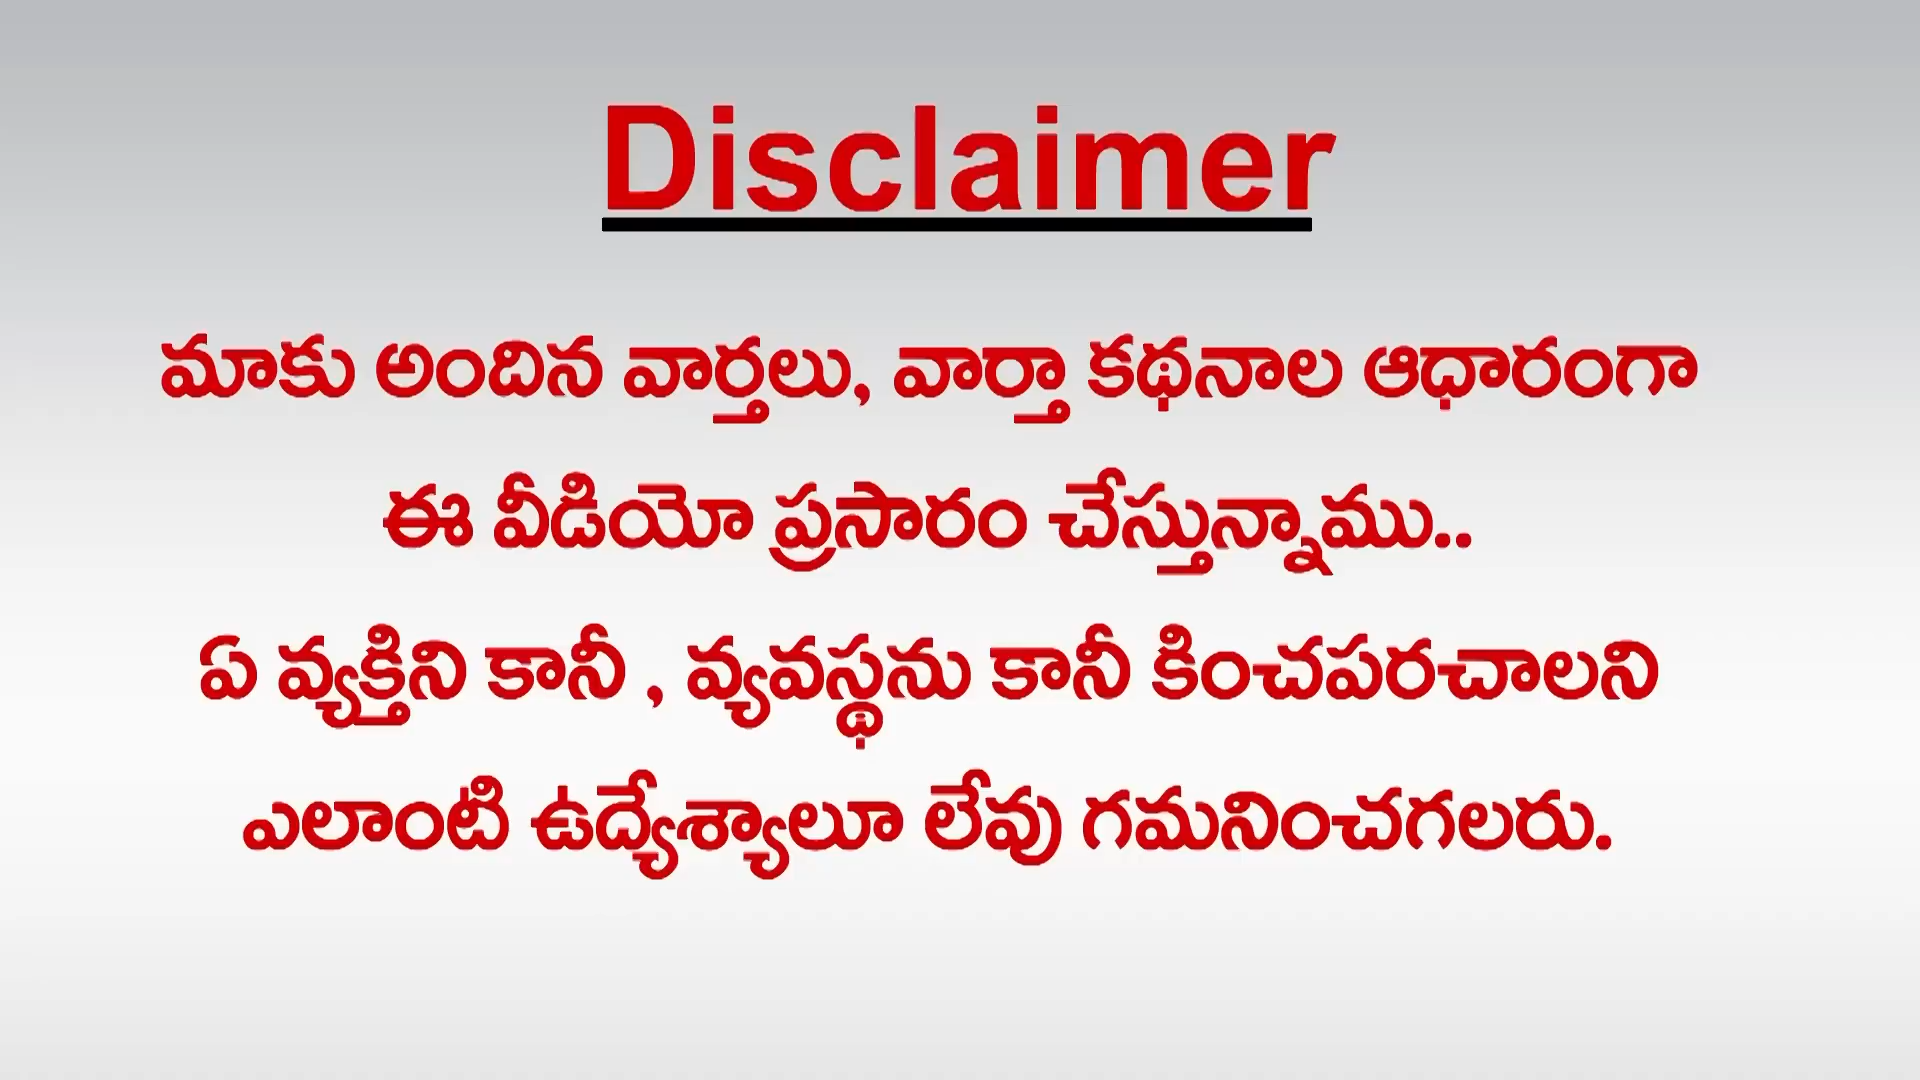 Disclaimer
మాకు అందిన వార్తలు, వార్తా కథనాల ఆధారంగా
ఈ వీడియో ప్రసారం చేస్తున్నాము..
ఏ వ్యక్తిని కానీ , వ్యవస్థను కానీ కించపరచాలని
ఎలాంటి ఉద్యేశ్యాలూ లేవు గమనించగలరు.